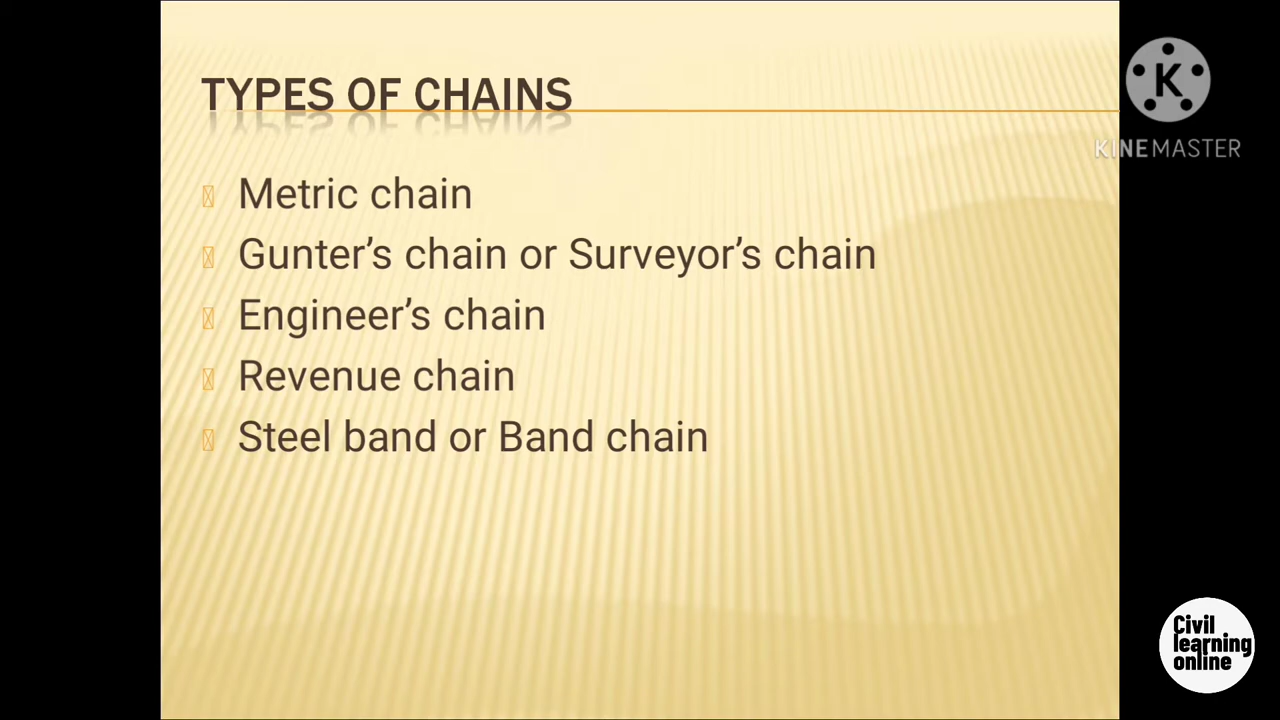 TYPES OF CHAINS
Metric chain
Gunter’s chain or Surveyor’s chain
Engineer’s chain
Revenue chain
Steel band or Band chain
K
KINEMASTER
Civil
learning
online